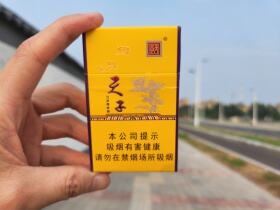 天子
本公司提示
吸烟有害健康
请勿在禁烟场所吸烟